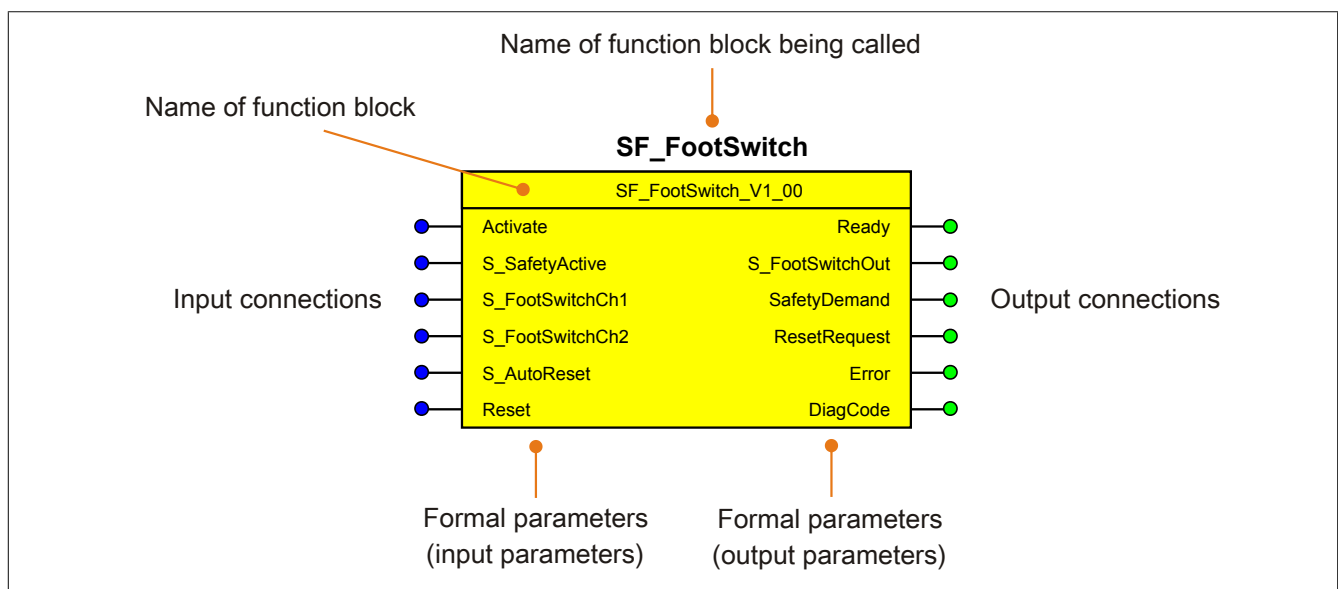 Name of function block being called
Name of function block
SF_FootSwitch
SF_FootSwitch_V1_00
Activate Ready
S_SafetyActive S_FootSwitchOut
Input connections S_FootSwitchCh1 SafetyDemand Output connections
S_FootSwitchCh2 ResetRequest
S_AutoReset Error
Reset DiagCode
Formal parameters Formal parameters
(input parameters) (output parameters)